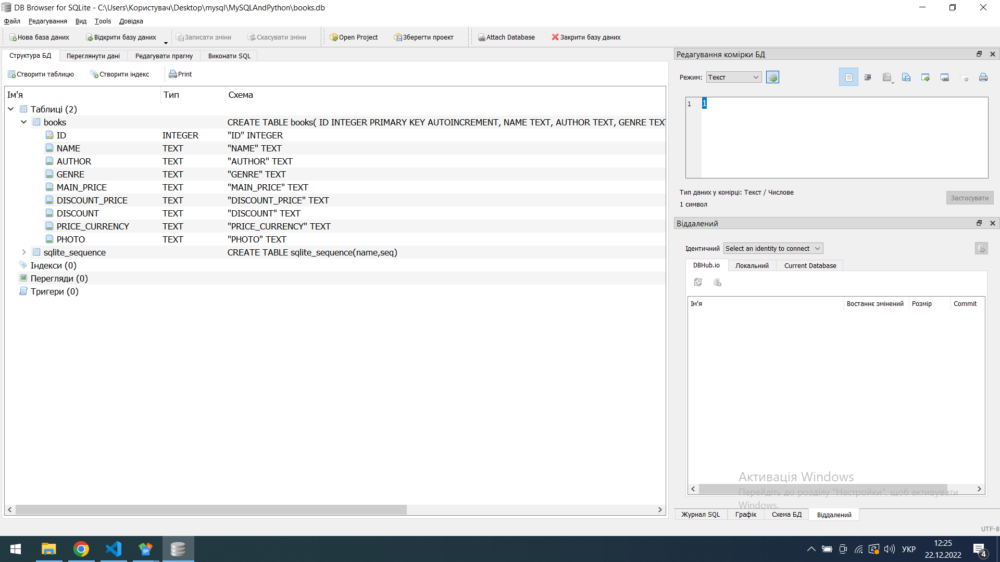 DB Browser for SQLite - C:\Users\Користувач\Desktop\mysql\MySQLAndPython\books.db
Файл Редагування Вид Tools Довідка
Нова база даних Відкрити базу даних Записати зміни Скасувати зміни Open Project Зберегти проект Attach Database Закрити базу даних
Структура БД Переглянути дані Редагувати прагму Виконати SQL
Створити таблицю Створити індекс Print
Ім'я Тип Схема
Таблиці (2)
books CREATE TABLE books( ID INTEGER PRIMARY KEY AUTOINCREMENT, NAME TEXT, AUTHOR TEXT, GENRE TEXT
ID INTEGER "ID" INTEGER
NAME TEXT "NAME" TEXT
AUTHOR TEXT "AUTHOR" TEXT
GENRE TEXT "GENRE" TEXT
MAIN_PRICE TEXT "MAIN_PRICE" TEXT
DISCOUNT_PRICE TEXT "DISCOUNT_PRICE" TEXT
DISCOUNT TEXT "DISCOUNT" TEXT
PRICE_CURRENCY TEXT "PRICE_CURRENCY" TEXT
PHOTO TEXT "PHOTO" TEXT
sqlite_sequence CREATE TABLE sqlite_sequence(name,seq)
Індекси (0)
Перегляди (0)
Тригери (0)
Редагування комірки БД
Режим: Текст
1 1
Тип даних у комірці: Текст / Числове
1 символ
Застосувати
Віддалений
Ідентичний Select an identity to connect
DBHub.io Локальний Current Database
Ім'я Востаннє змінений Розмір Commit
Активація Windows
Перейдіть до розділу "Настройки", щоб активувати
Windows.
Журнал SQL Графік Схема БД Віддалений
UTF-8
УКР
12:25
22.12.2022
4